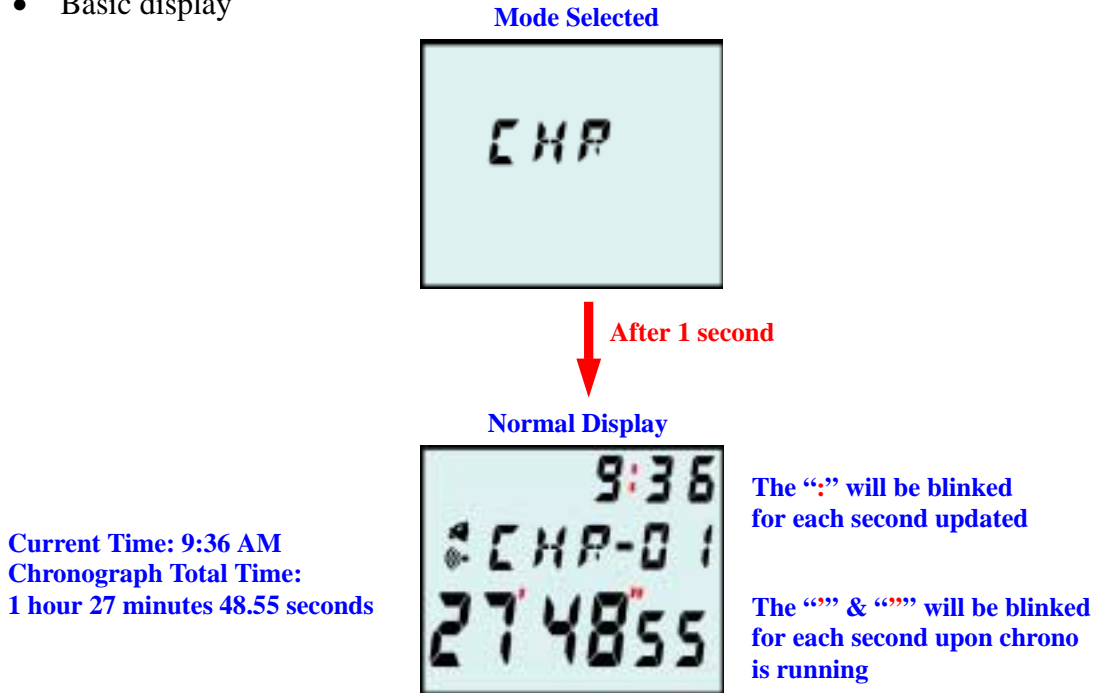 • Basic display
Mode Selected
CHR
After 1 second
Normal Display
9:36
CHR-01
27'48"55
The “:” will be blinked
for each second updated
Current Time: 9:36 AM
Chronograph Total Time:
1 hour 27 minutes 48.55 seconds
The “’” & “”” will be blinked
for each second upon chrono
is running